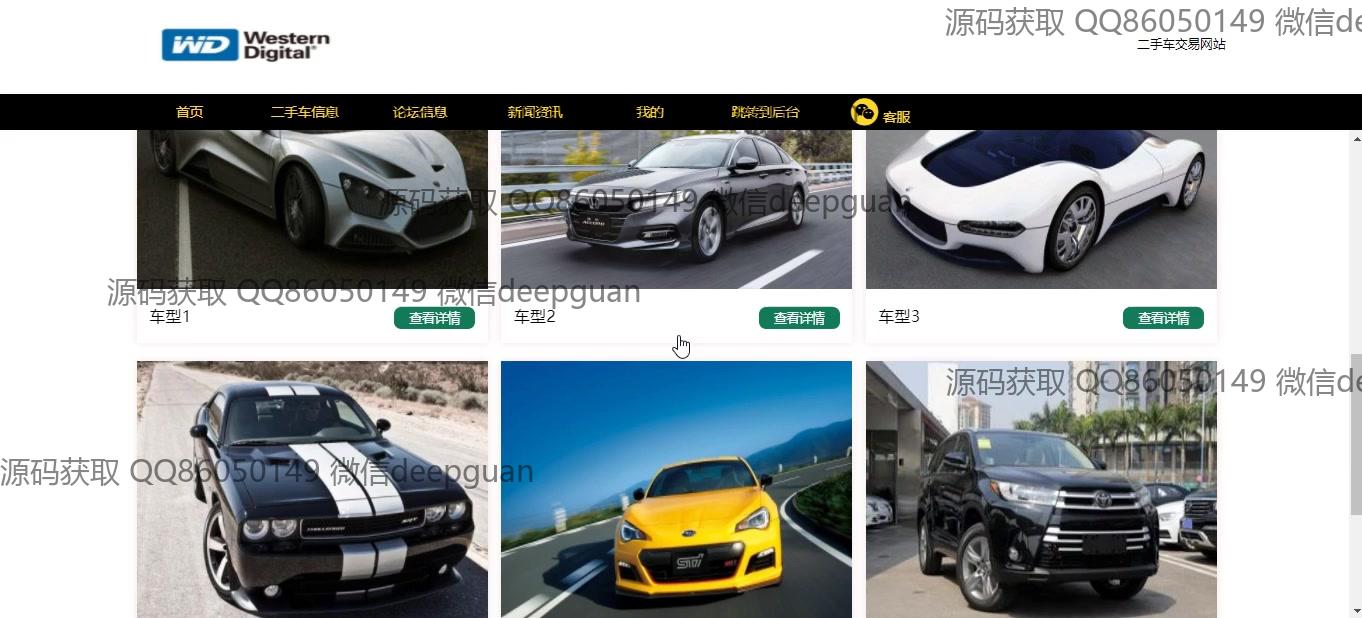 源码获取 QQ86050149 微信de
WD Western Digital®
二手车交易网站
首页 二手车信息 论坛信息 新闻资讯 我的 跳转到后台 客服
源码获取 QQ86050149 微信deepguan
ACCORD
源码获取 QQ86050149 微信deepguan
车型1 查看详情 车型2 查看详情 车型3 查看详情
源码获取 QQ86050149 微信de
源码获取 QQ86050149 微信deepguan
CHALLENGER SRT
STI